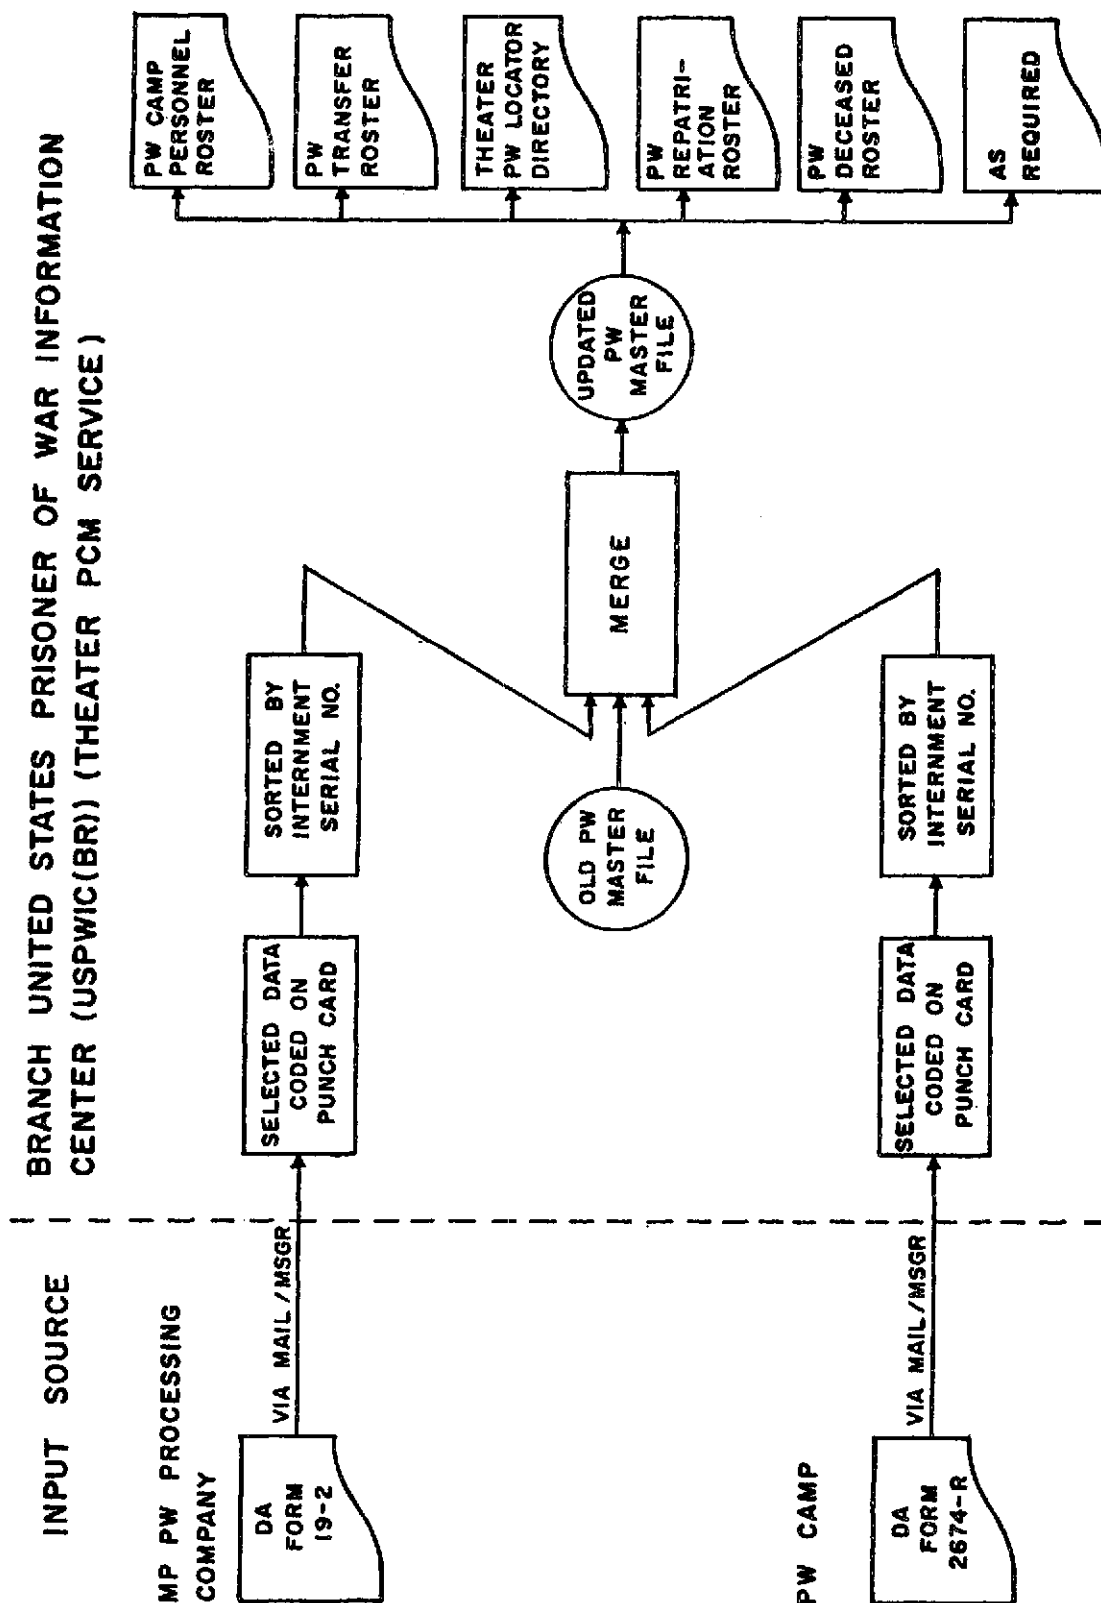 INPUT SOURCE
BRANCH UNITED STATES PRISONER OF WAR INFORMATION
CENTER (USPWIC(BR)) (THEATER PCM SERVICE)
MP PW PROCESSING
COMPANY
DA
FORM
19-2
VIA MAIL/MSGR
SELECTED DATA
CODED ON
PUNCH CARD
SORTED BY
INTERNMENT
SERIAL NO.
OLD PW
MASTER
FILE
MERGE
UPDATED
PW
MASTER
FILE
PW CAMP
DA
FORM
2674-R
VIA MAIL/MSGR
SELECTED DATA
CODED ON
PUNCH CARD
SORTED BY
INTERNMENT
SERIAL NO.
PW CAMP
PERSONNEL
ROSTER
PW
TRANSFER
ROSTER
THEATER
PW LOCATOR
DIRECTORY
PW
REPATRI-
ATION
ROSTER
PW
DECEASED
ROSTER
AS
REQUIRED